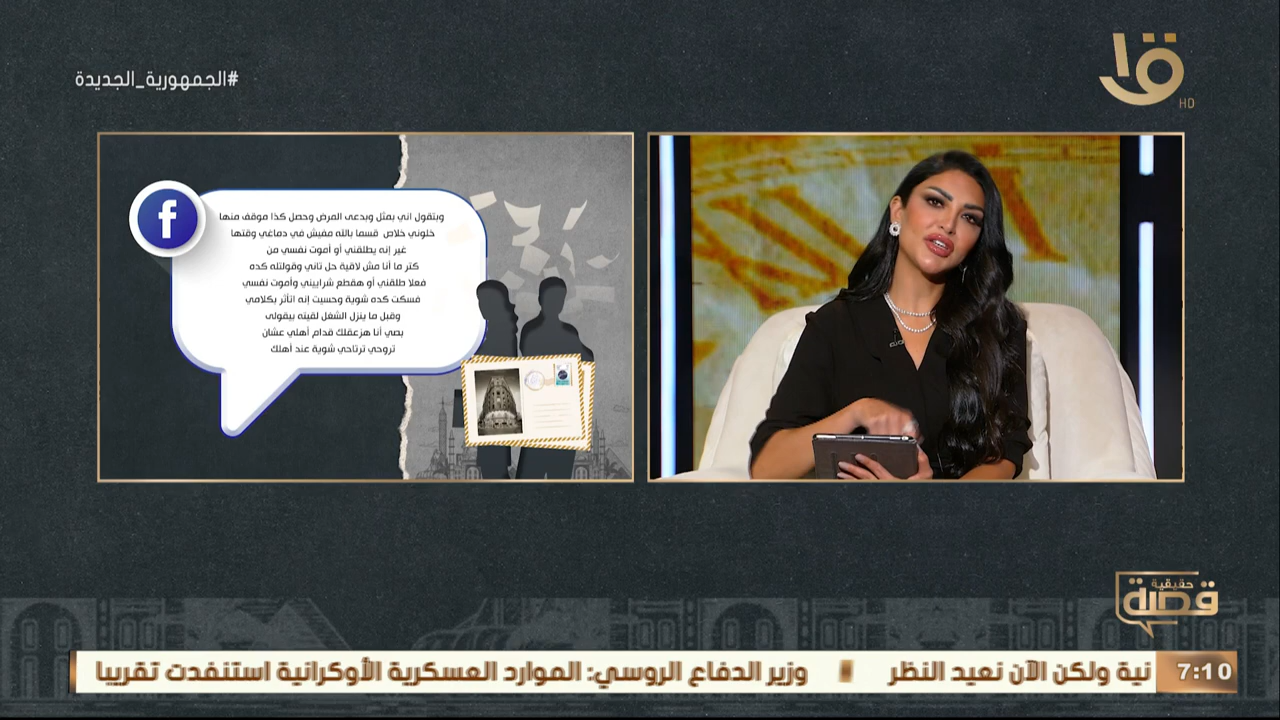 #الجمهورية_الجديدة
HD
f
وبتقول اني بمثل وبدعى المرض وحصل كذا موقف منها
خلوني خلاص قسما بالله مفيش في دماغي وقتها
غير إنه يطلقني أو أموت نفسي من
كتر ما أنا مش لاقية حل تاني وقولتله كده
فعلا طلقني أو هقطع شراييني وأموت نفسي
فسكت كده شوية وحسيت إنه اتأثر بكلامي
وقبل ما ينزل الشغل لقيته بيقولى
بصي أنا هزعقلك قدام أهلي عشان
تروحي ترتاحي شوية عند أهلك
قصة
حقيقية
7:10
نية ولكن الآن نعيد النظر
وزير الدفاع الروسي: الموارد العسكرية الأوكرانية استنفدت تقريبا